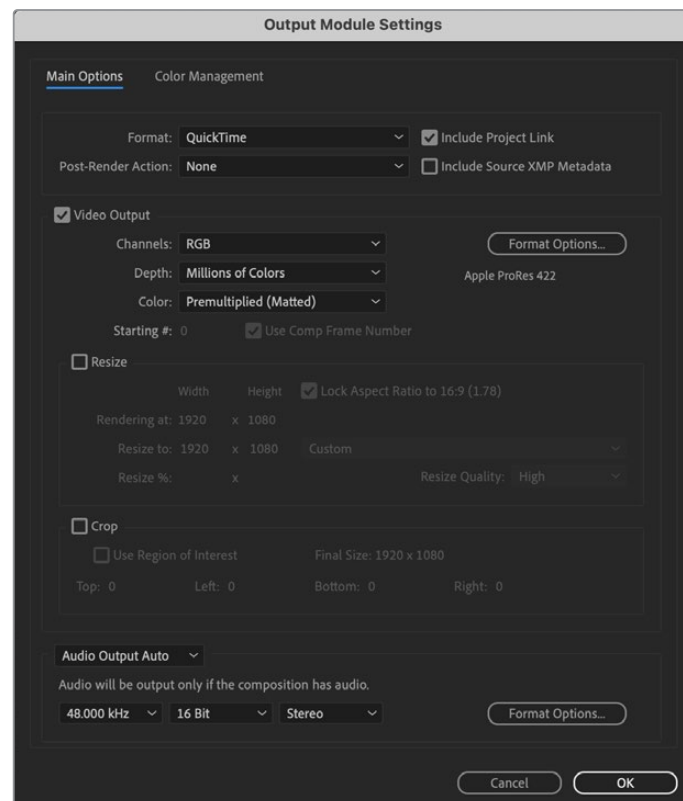 Output Module Settings
Main Options Color Management
Format: QuickTime Include Project Link
Post-Render Action: None Include Source XMP Metadata
Video Output
Channels: RGB Format Options...
Depth: Millions of Colors Apple ProRes 422
Color: Premultiplied (Matted)
Starting #: 0 Use Comp Frame Number
Resize
Width Height Lock Aspect Ratio to 16:9 (1.78)
Rendering at: 1920 x 1080
Resize to: 1920 x 1080 Custom
Resize %: x Resize Quality: High
Crop
Use Region of Interest Final Size: 1920 x 1080
Top: 0 Left: 0 Bottom: 0 Right: 0
Audio Output Auto
Audio will be output only if the composition has audio.
48.000 kHz 16 Bit Stereo Format Options...
Cancel OK